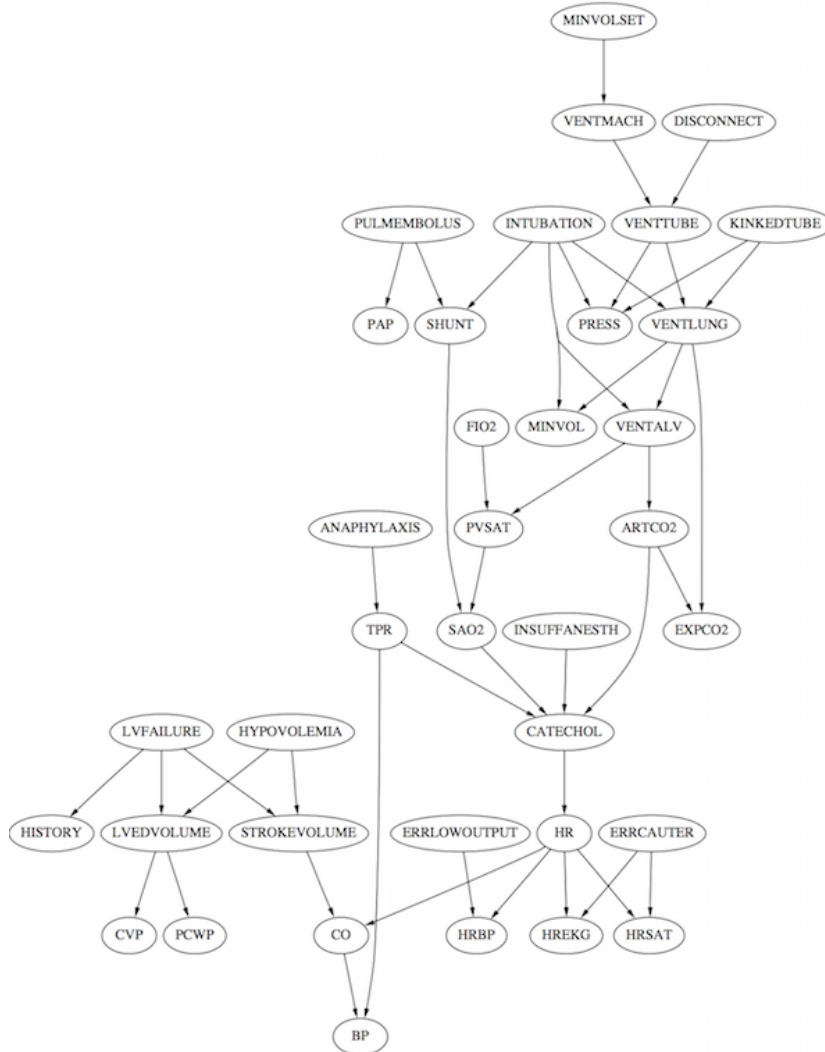 MINVOLSET
VENTMACH DISCONNECT
PULMEMBOLUS INTUBATION VENTTUBE KINKEDTUBE
PAP SHUNT PRESS VENTLUNG
FIO2 MINVOL VENTALV
ANAPHYLAXIS PVSAT ARTCO2
TPR SAO2 INSUFFANESTH EXPCO2
LVFAILURE HYPOVOLEMIA CATECHOL
HISTORY LVEDVOLUME STROKEVOLUME ERRLOWOUTPUT HR ERRCAUTER
CVP PCWP CO HRBP HREKG HRSAT
BP